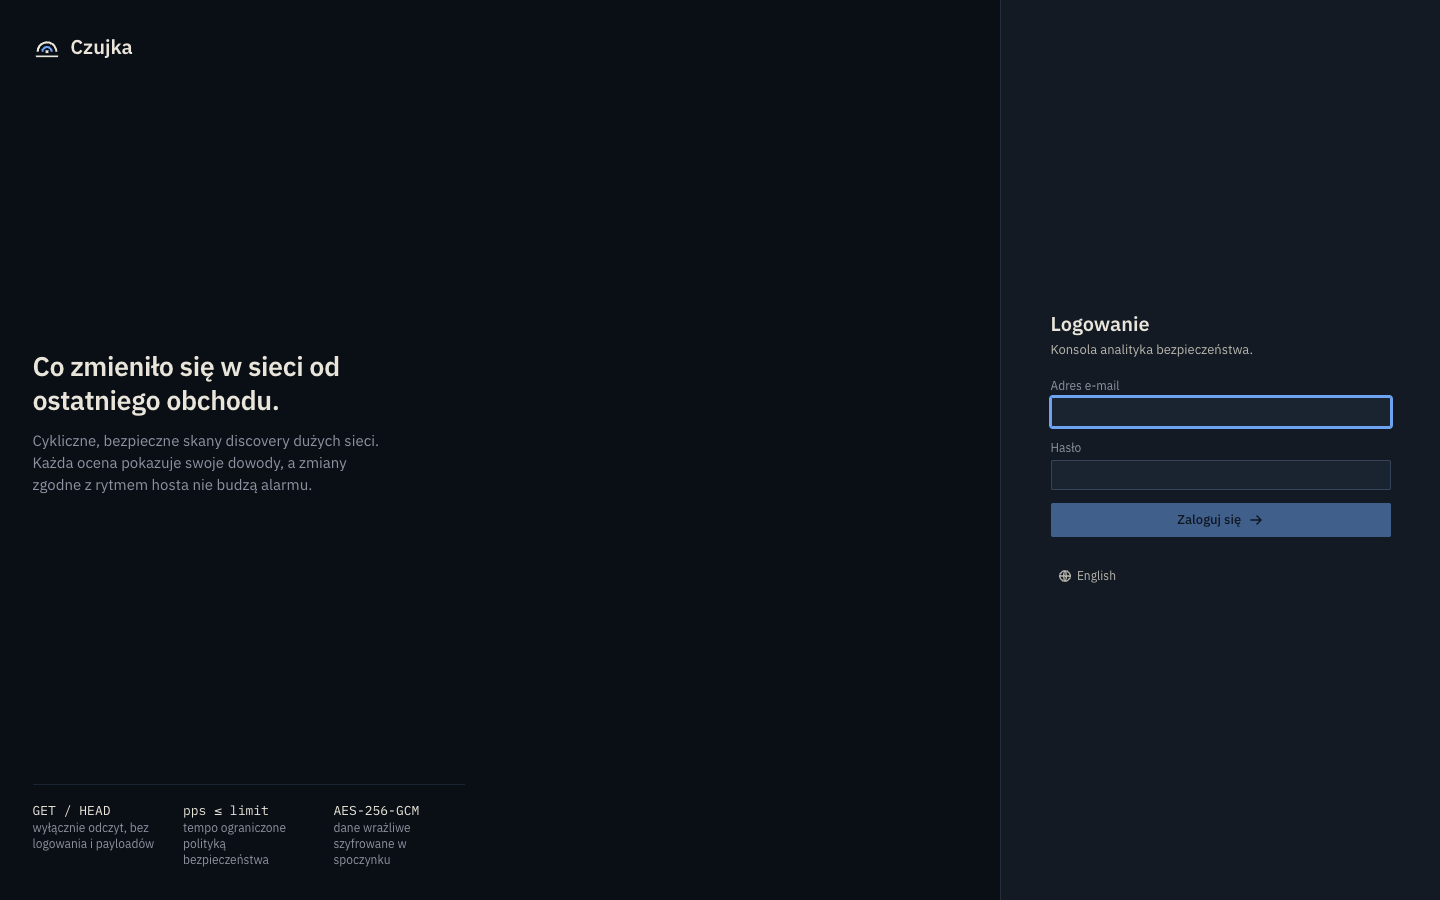 Czujka
Co zmieniło się w sieci od
ostatniego obchodu.
Cykliczne, bezpieczne skany discovery dużych sieci.
Każda ocena pokazuje swoje dowody, a zmiany
zgodne z rytmem hosta nie budzą alarmu.
GET / HEAD
wyłącznie odczyt, bez
logowania i payloadów
pps ≤ limit
tempo ograniczone
polityką
bezpieczeństwa
AES-256-GCM
dane wrażliwe
szyfrowane w
spoczynku
Logowanie
Konsola analityka bezpieczeństwa.
Adres e-mail
Hasło
Zaloguj się
English